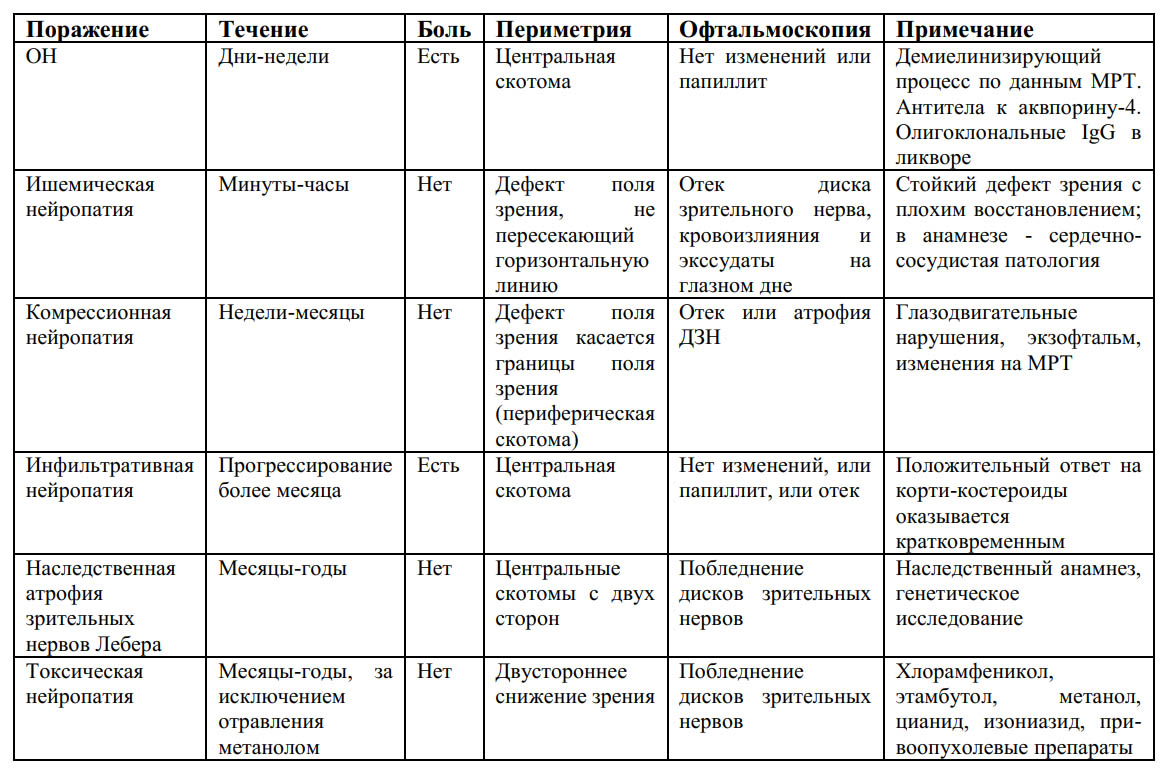 Поражение Течение Боль Периметрия Офтальмоскопия Примечание
ОН
Дни-недели
Есть
Центральная
скотома
Нет изменений или
папиллит
Демиелинизирующий
процесс по данным МРТ.
Антитела к аквпорину-4.
Олигоклональные IgG в
ликворе
Ишемическая
нейропатия
Минуты-часы
Нет
Дефект поля
зрения, не
пересекающий
горизонтальную
линию
Отек диска
зрительного нерва,
кровоизлияния и
экссудаты на
глазном дне
Стойкий дефект зрения с
плохим восстановлением;
в анамнезе - сердечно-
сосудистая патология
Комрессионная
нейропатия
Недели-месяцы
Нет
Дефект поля
зрения касается
границы поля
зрения
(периферическая
скотома)
Отек или атрофия
ДЗН
Глазодвигательные
нарушения, экзофтальм,
изменения на МРТ
Инфильтративная
нейропатия
Прогрессирование
более месяца
Есть
Центральная
скотома
Нет изменений, или
папиллит, или отек
Положительный ответ на
корти-костероиды
оказывается
кратковременным
Наследственная
атрофия
зрительных
нервов Лебера
Месяцы-годы
Нет
Центральные
скотомы с двух
сторон
Побледнение
дисков зрительных
нервов
Наследственный анамнез,
генетическое
исследование
Токсическая
нейропатия
Месяцы-годы, за
исключением
отравления
метанолом
Нет
Двустороннее
снижение зрения
Побледнение
дисков зрительных
нервов
Хлорамфеникол,
этамбутол, метанол,
цианид, изониазид, при-
воопухолевые препараты